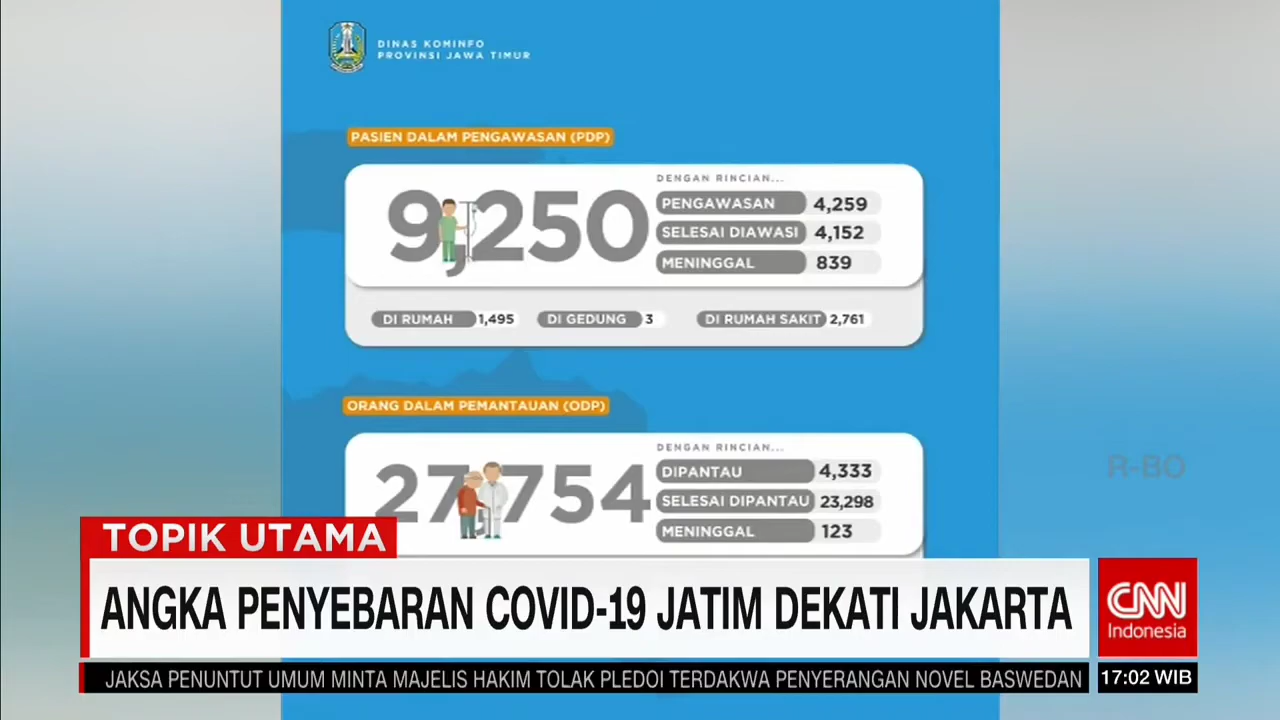 DINAS KOMINFO
PROVINSI JAWA TIMUR
PASIEN DALAM PENGAWASAN (PDP)
9,250
DENGAN RINCIAN...
PENGAWASAN 4,259
SELESAI DIAWASI 4,152
MENINGGAL 839
DI RUMAH 1,495 DI GEDUNG 3 DI RUMAH SAKIT 2,761
ORANG DALAM PEMANTAUAN (ODP)
27,754
DENGAN RINCIAN...
DIPANTAU 4,333
SELESAI DIPANTAU 23,298
MENINGGAL 123
R-BO
TOPIK UTAMA
ANGKA PENYEBARAN COVID-19 JATIM DEKATI JAKARTA
CNN
Indonesia
JAKSA PENUNTUT UMUM MINTA MAJELIS HAKIM TOLAK PLEDOI TERDAKWA PENYERANGAN NOVEL BASWEDAN
17:02 WIB